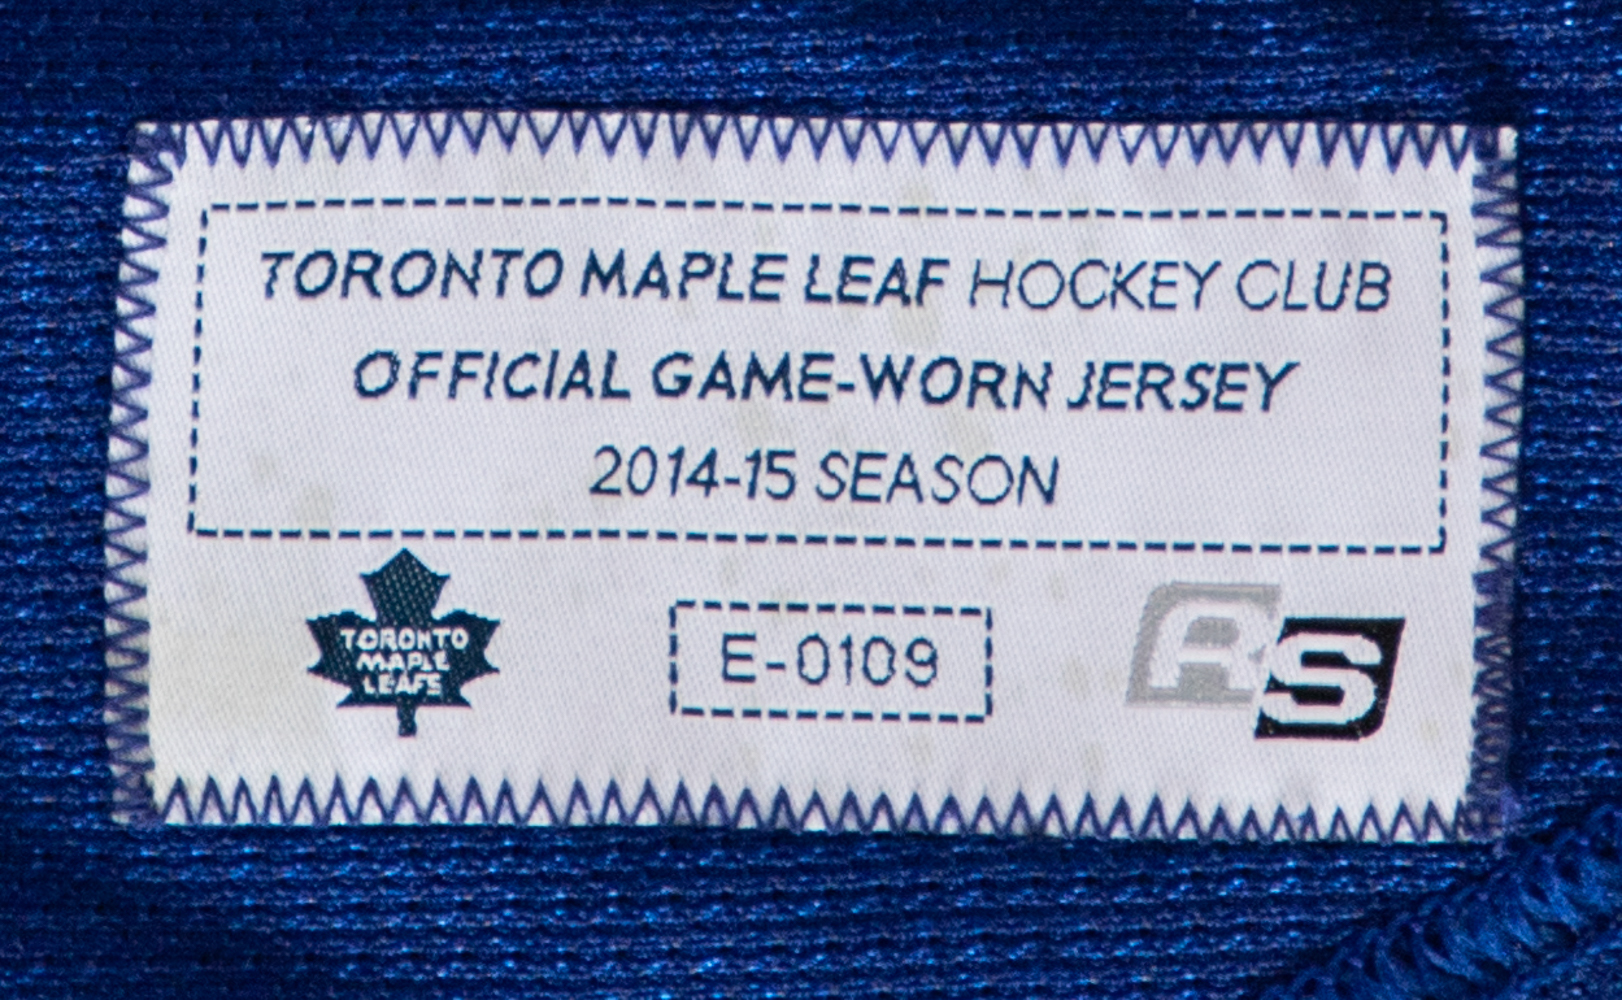 TORONTO MAPLE LEAF HOCKEY CLUB
OFFICIAL GAME-WORN JERSEY
2014-15 SEASON
TORONTO
MAPLE
LEAFS
E-0109
RS